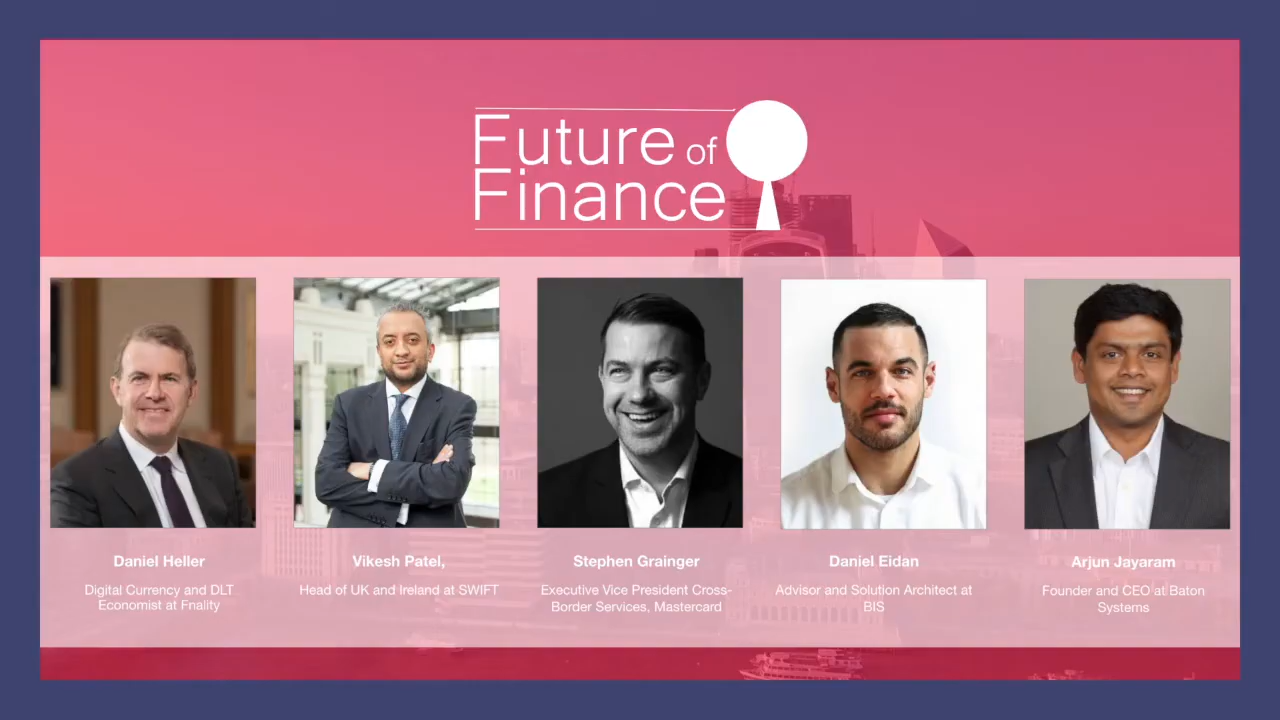 Future of
Finance
Daniel Heller
Digital Currency and DLT
Economist at Fnality
Vikesh Patel,
Head of UK and Ireland at SWIFT
Stephen Grainger
Executive Vice President Cross-
Border Services, Mastercard
Daniel Eidan
Advisor and Solution Architect at
BIS
Arjun Jayaram
Founder and CEO at Baton
Systems